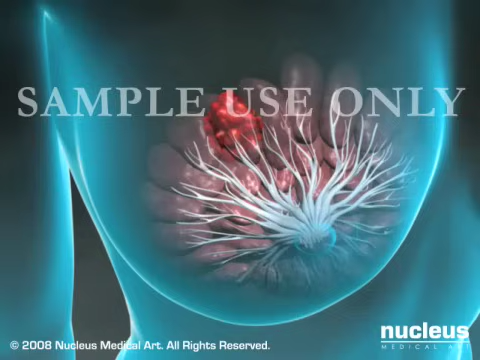 SAMPLE USE ONLY
nucleus
MEDICAL ART
© 2008 Nucleus Medical Art. All Rights Reserved.